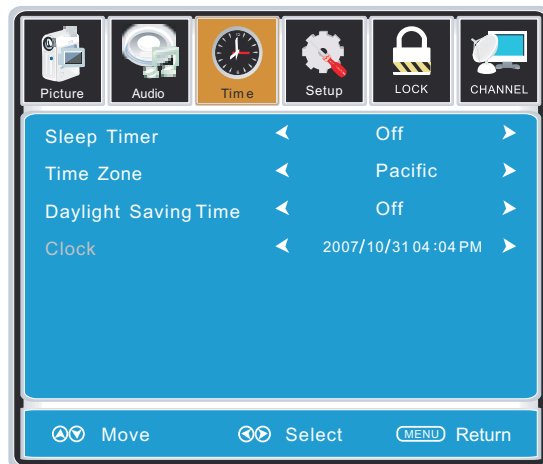 Picture Audio Time Setup LOCK CHANNEL
Sleep Timer Off
Time Zone Pacific
Daylight Saving Time Off
Clock 2007/10/31 04:04 PM
Move Select MENU Return